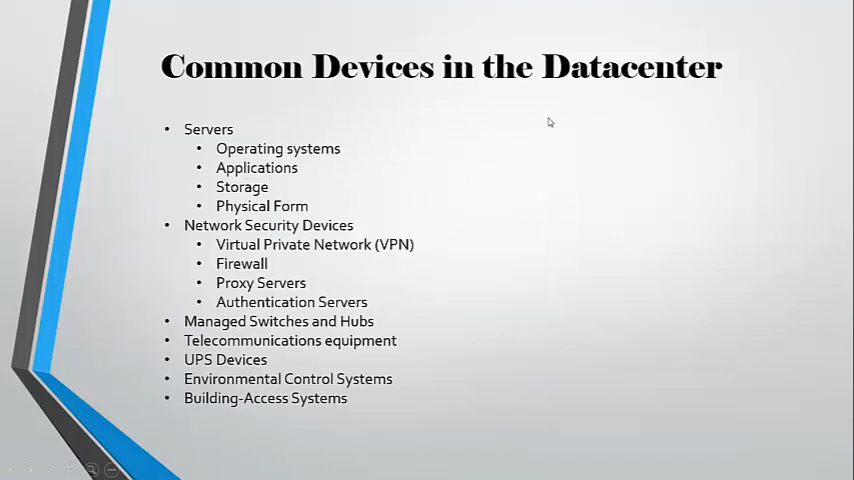 Common Devices in the Datacenter
• Servers
• Operating systems
• Applications
• Storage
• Physical Form
• Network Security Devices
• Virtual Private Network (VPN)
• Firewall
• Proxy Servers
• Authentication Servers
• Managed Switches and Hubs
• Telecommunications equipment
• UPS Devices
• Environmental Control Systems
• Building-Access Systems